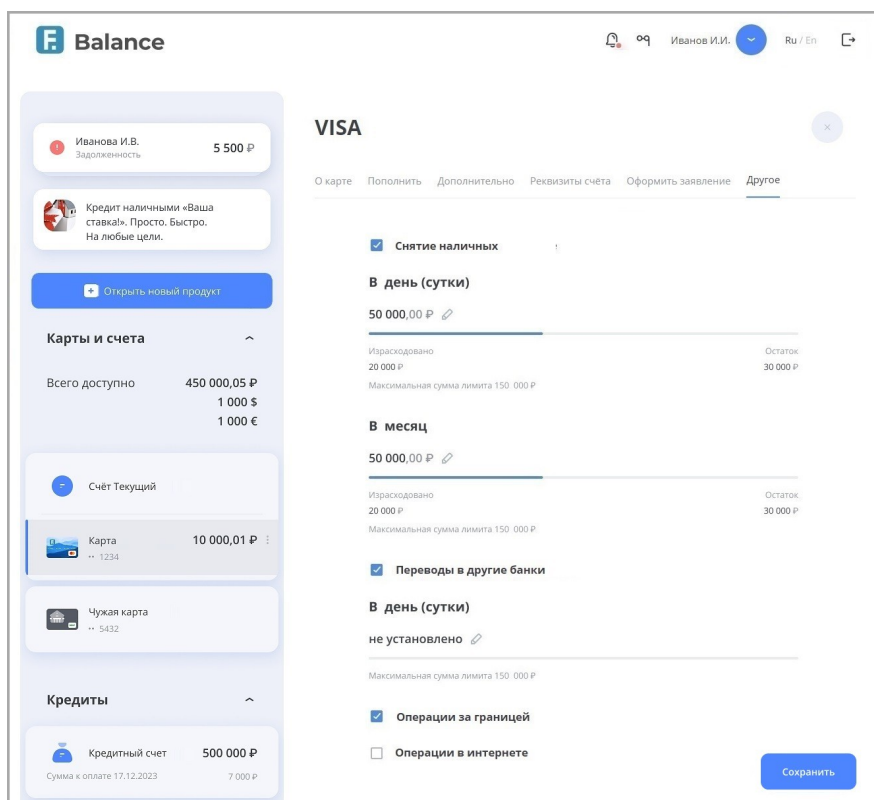 Balance
Иванов И.И.
Ru / En
Иванова И.В.
Задолженность
5 500 ₽
Кредит наличными «Ваша
ставка!». Просто. Быстро.
На любые цели.
Открыть новый продукт
Карты и счета
Всего доступно 450 000,05 ₽
1 000 $
1 000 €
Счёт Текущий
Карта 10 000,01 ₽
•• 1234
Чужая карта
•• 5432
Кредиты
Кредитный счет 500 000 ₽
Сумма к оплате 17.12.2023 7 000 ₽
VISA
О карте Пополнить Дополнительно Реквизиты счёта Оформить заявление Другое
Снятие наличных
В день (сутки)
50 000,00 ₽
Израсходовано Остаток
20 000 ₽ 30 000 ₽
Максимальная сумма лимита 150 000 ₽
В месяц
50 000,00 ₽
Израсходовано Остаток
20 000 ₽ 30 000 ₽
Максимальная сумма лимита 150 000 ₽
Переводы в другие банки
В день (сутки)
не установлено
Максимальная сумма лимита 150 000 ₽
Операции за границей
Операции в интернете
Сохранить